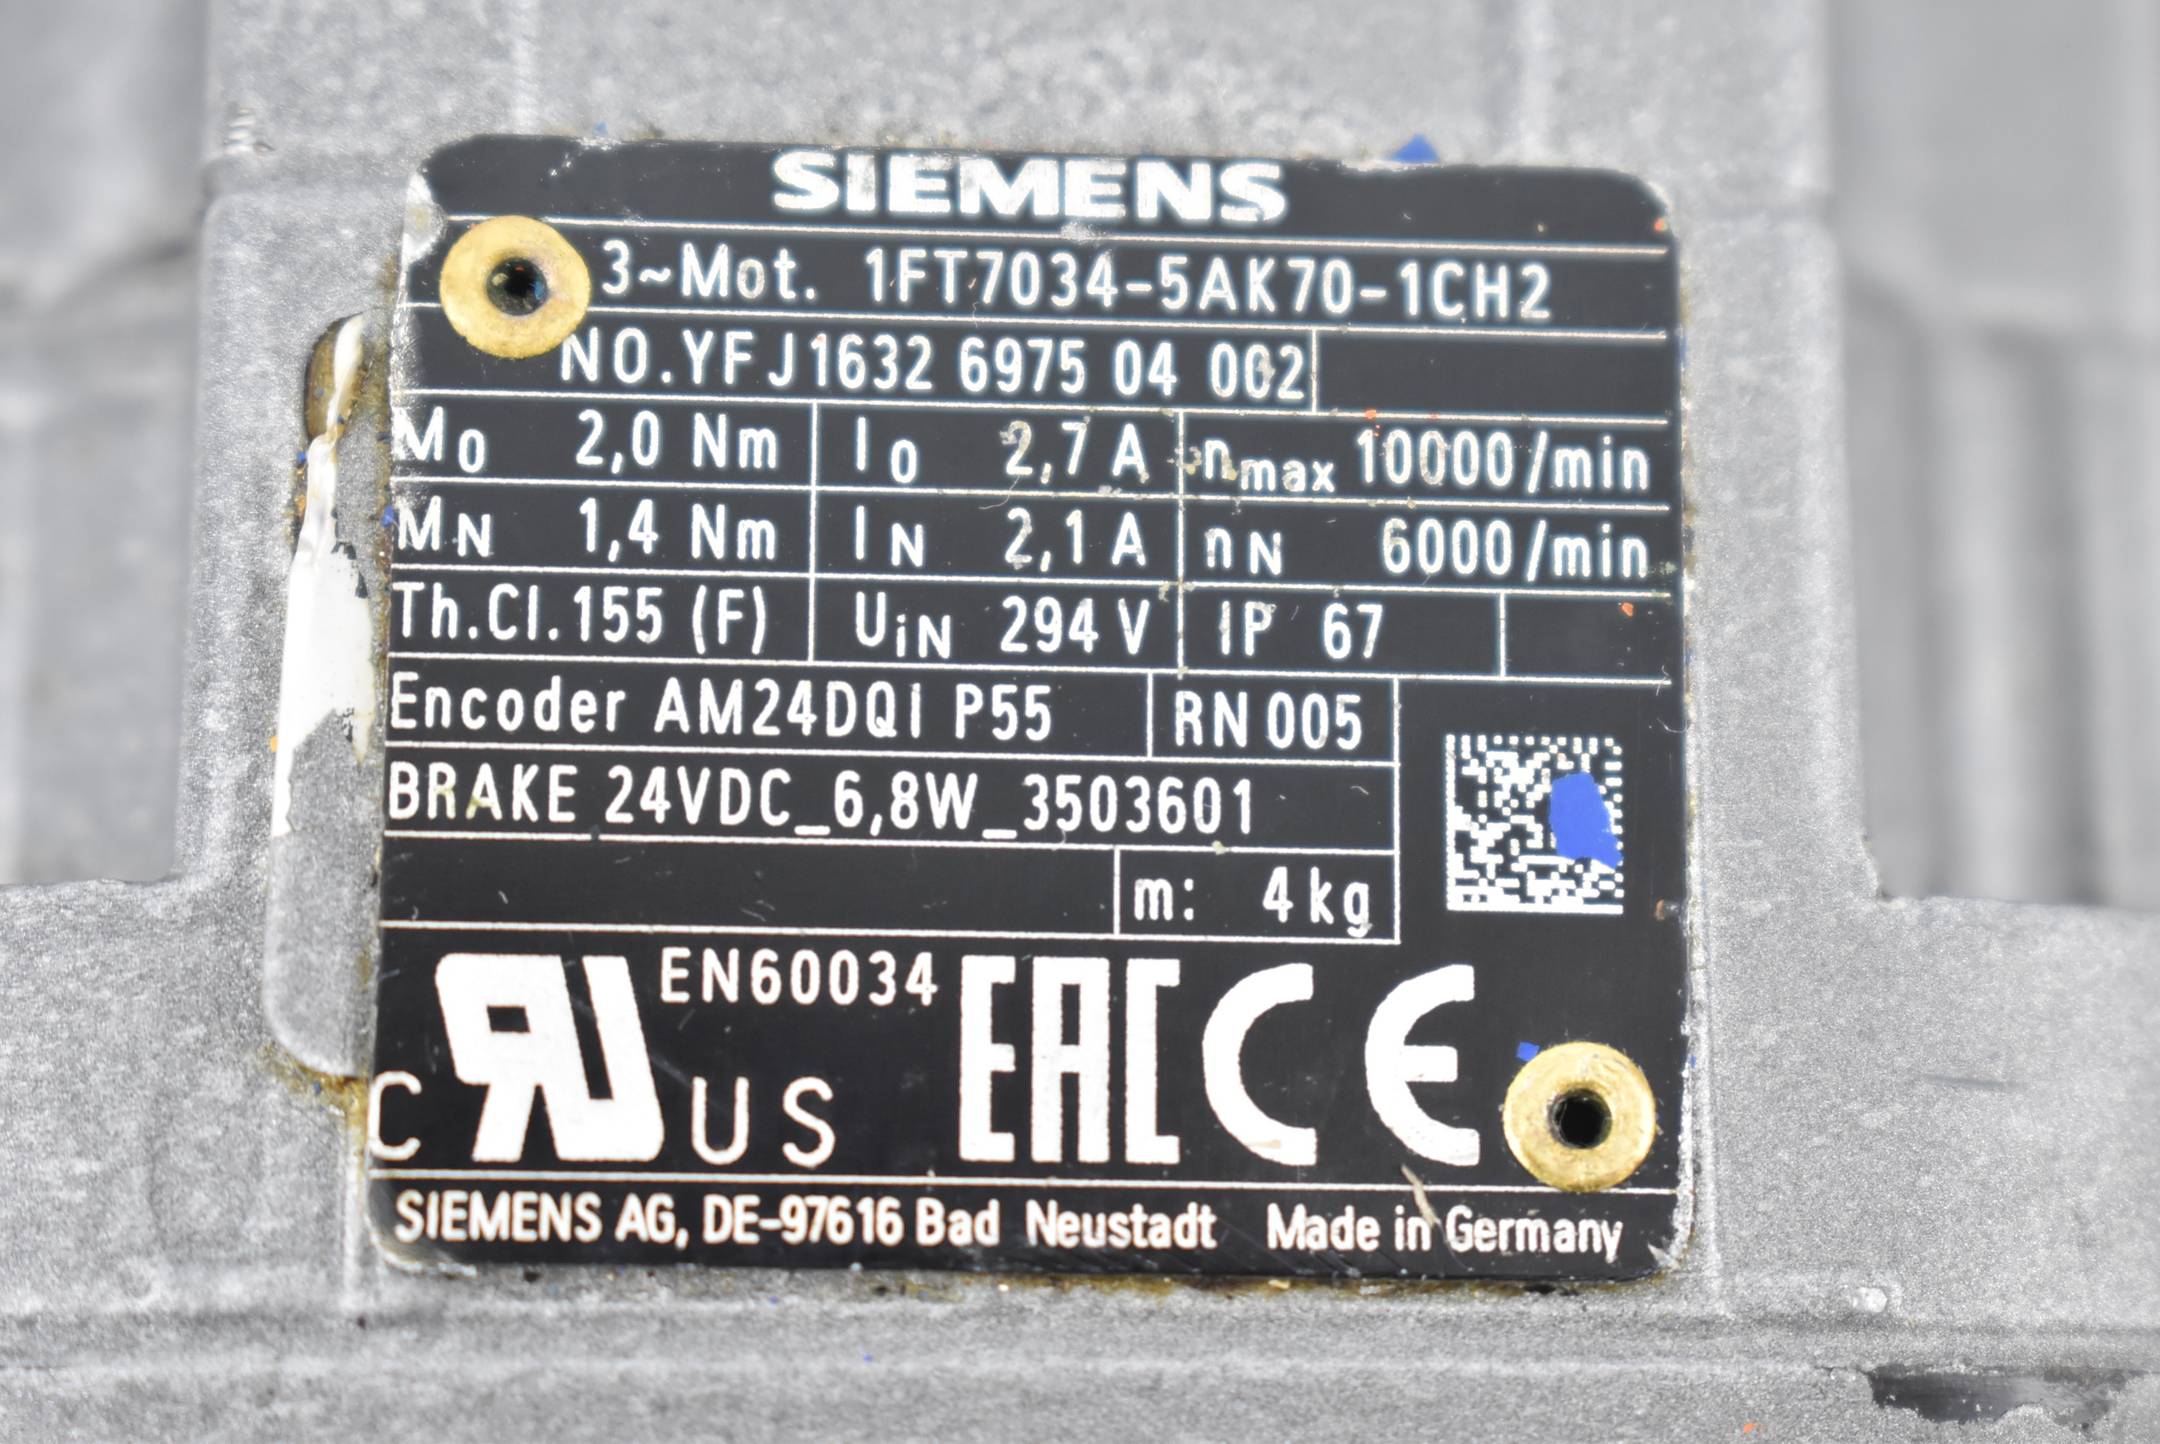 SIEMENS
3~Mot. 1FT7034-5AK70-1CH2
NO.YFJ1632 6975 04 002
M0 2,0 Nm I0 2,7 A nmax 10000/min
MN 1,4 Nm IN 2,1 A nN 6000/min
Th.Cl.155 (F) UiN 294 V IP 67
Encoder AM24DQI P55 RN 005
BRAKE 24VDC_6,8W_3503601
m: 4 kg
EN60034
C RU US EAC CE
SIEMENS AG, DE-97616 Bad Neustadt Made in Germany